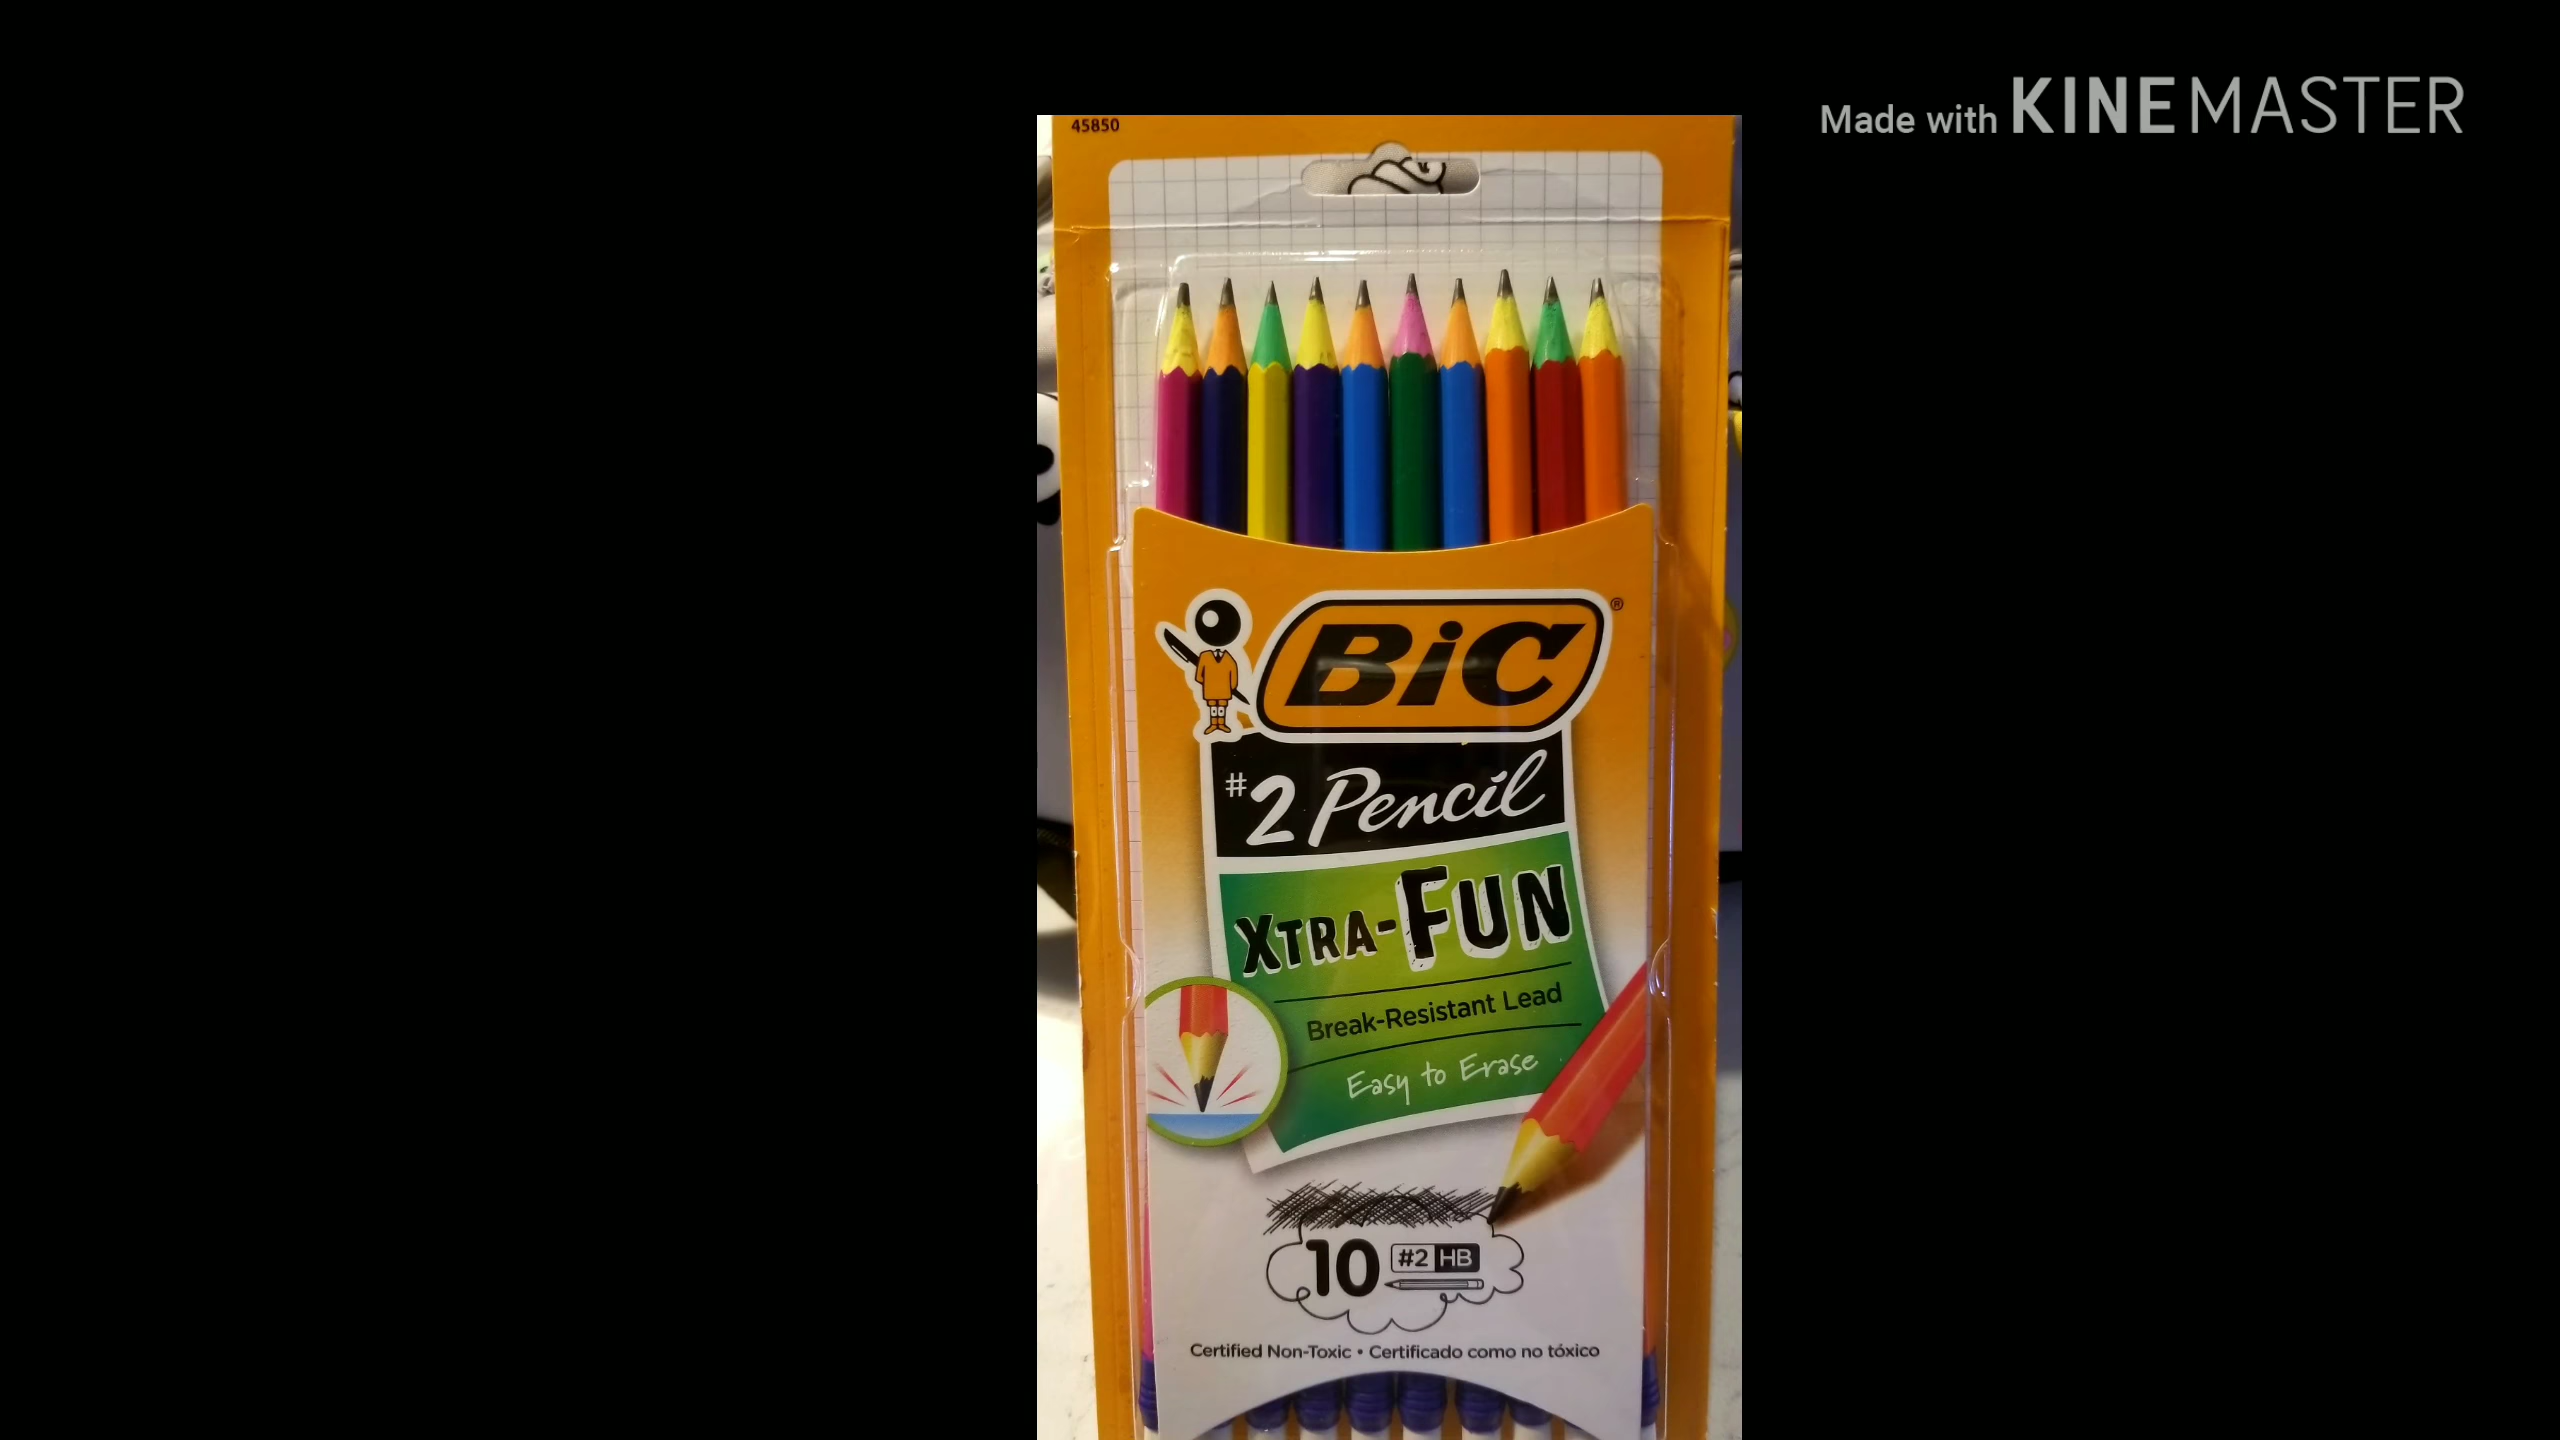 Made with KINEMASTER
45850
BiC®
#2 Pencil
XTRA-FUN
Break-Resistant Lead
Easy to Erase
10 #2 HB
Certified Non-Toxic • Certificado como no tóxico